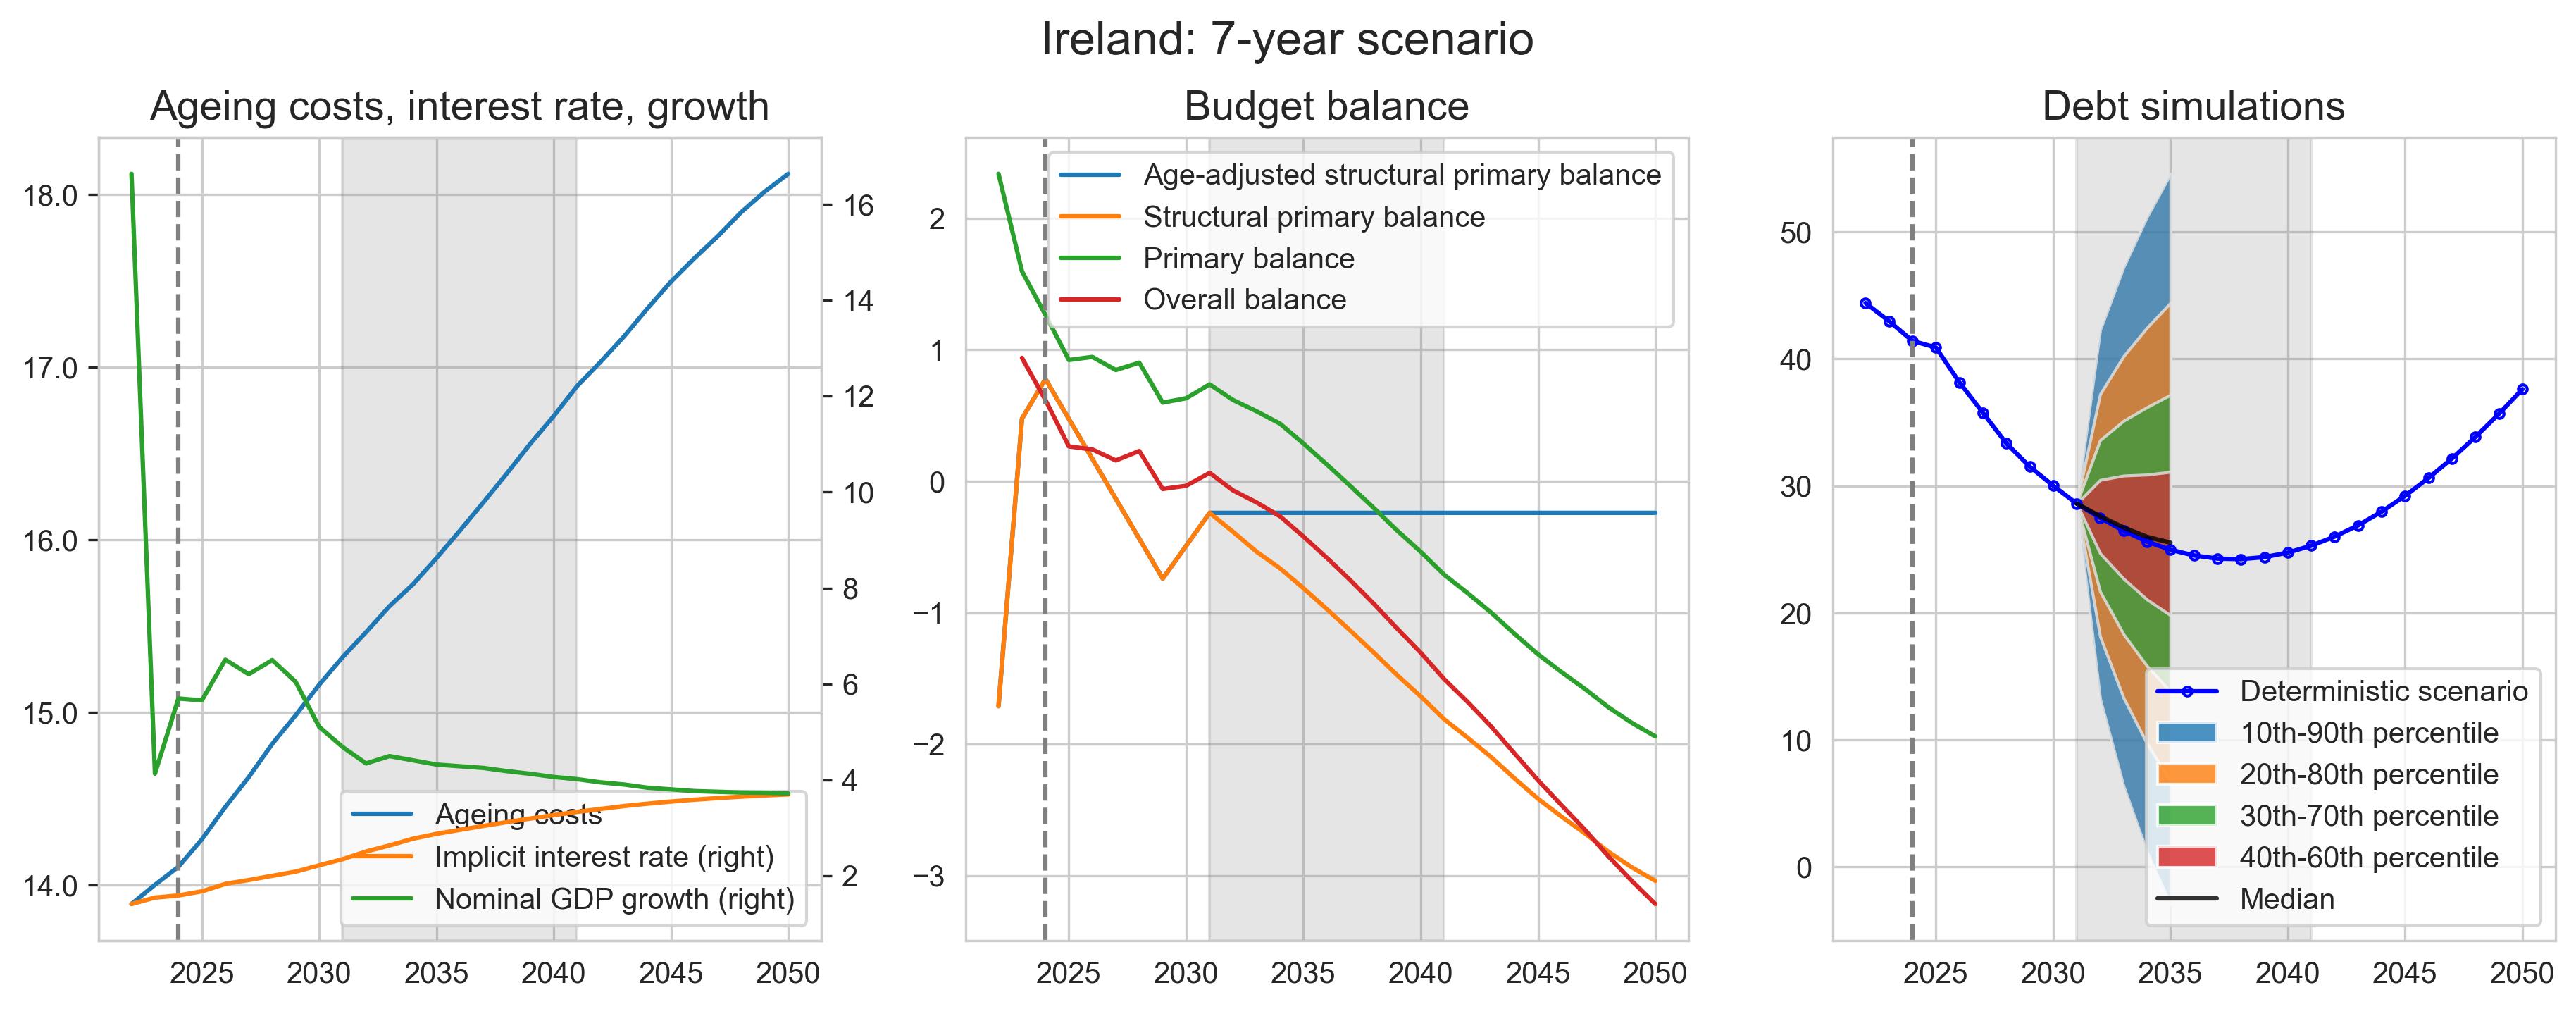 Ireland: 7-year scenario
Ageing costs, interest rate, growth
18.0
17.0
16.0
15.0
14.0
16
14
12
10
8
6
4
2
Ageing costs
Implicit interest rate (right)
Nominal GDP growth (right)
2025 2030 2035 2040 2045 2050
Budget balance
2
1
0
−1
−2
−3
Age-adjusted structural primary balance
Structural primary balance
Primary balance
Overall balance
2025 2030 2035 2040 2045 2050
Debt simulations
50
40
30
20
10
0
Deterministic scenario
10th-90th percentile
20th-80th percentile
30th-70th percentile
40th-60th percentile
Median
2025 2030 2035 2040 2045 2050